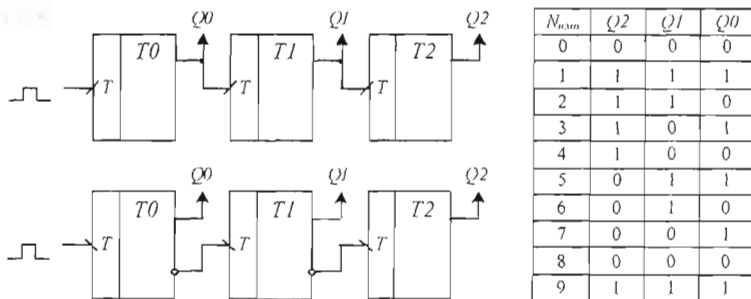 Q0 Q1 Q2
T0 T1 T2
T T T
Q0 Q1 Q2
T0 T1 T2
T T T
Nимп Q2 Q1 Q0
0 0 0 0
1 1 1 1
2 1 1 0
3 1 0 1
4 1 0 0
5 0 1 1
6 0 1 0
7 0 0 1
8 0 0 0
9 1 1 1